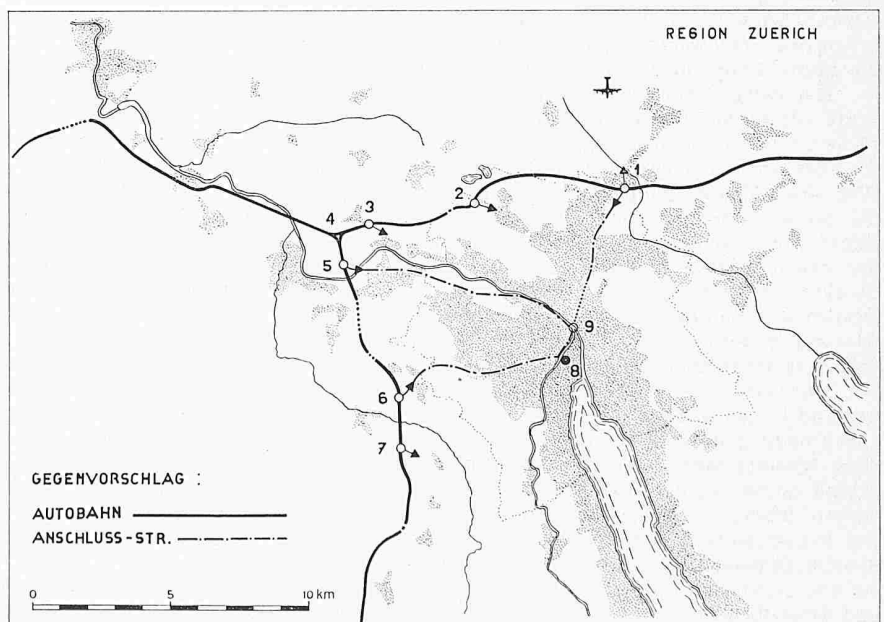 REGION ZUERICH
1
2
3
4
5
9
8
6
7
GEGENVORSCHLAG :
AUTOBAHN
ANSCHLUSS-STR.
0 5 10 km